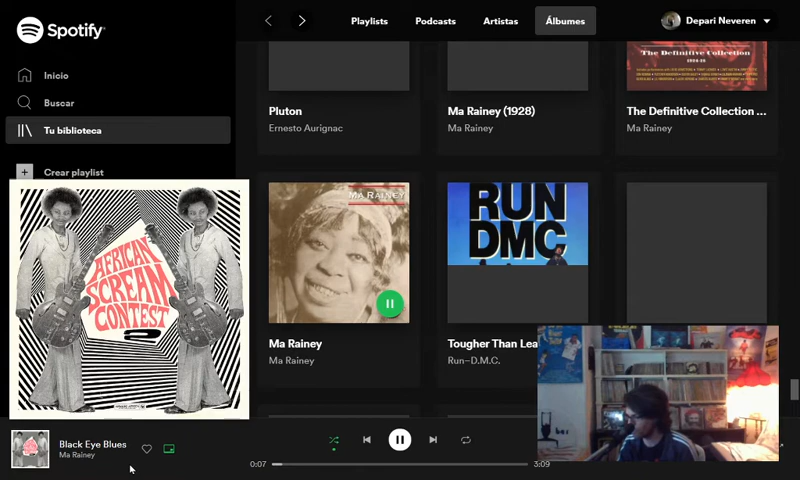 Spotify
Playlists
Podcasts
Artistas
Álbumes
Depari Neveren
Inicio
Buscar
Tu biblioteca
Crear playlist
AFRICAN
SCREAM
CONTEST
The Definitive Collection
Pluton
Ernesto Aurignac
Ma Rainey (1928)
Ma Rainey
The Definitive Collection ...
Ma Rainey
MA RAINEY
RUN
DMC
Ma Rainey
Ma Rainey
Tougher Than Lea
Run-D.M.C.
Black Eye Blues
Ma Rainey
0:07
3:09